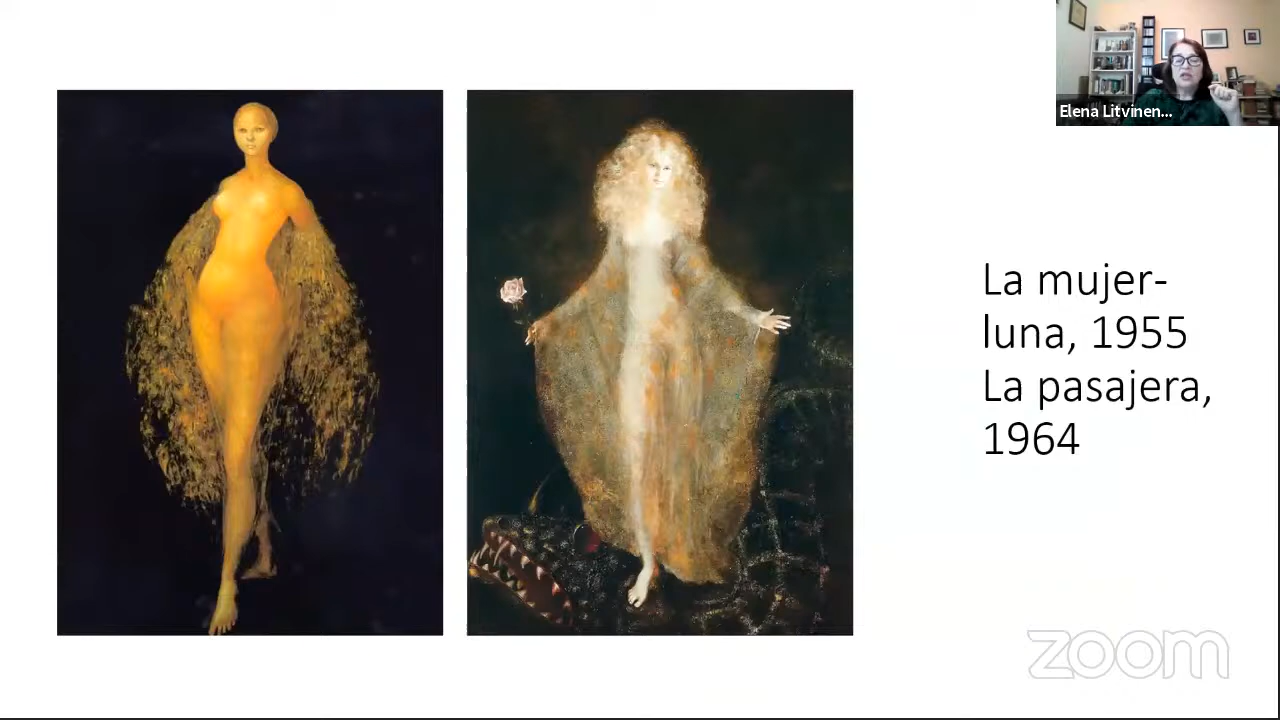 Elena Litvinen...
La mujer-
luna, 1955
La pasajera,
1964
zoom